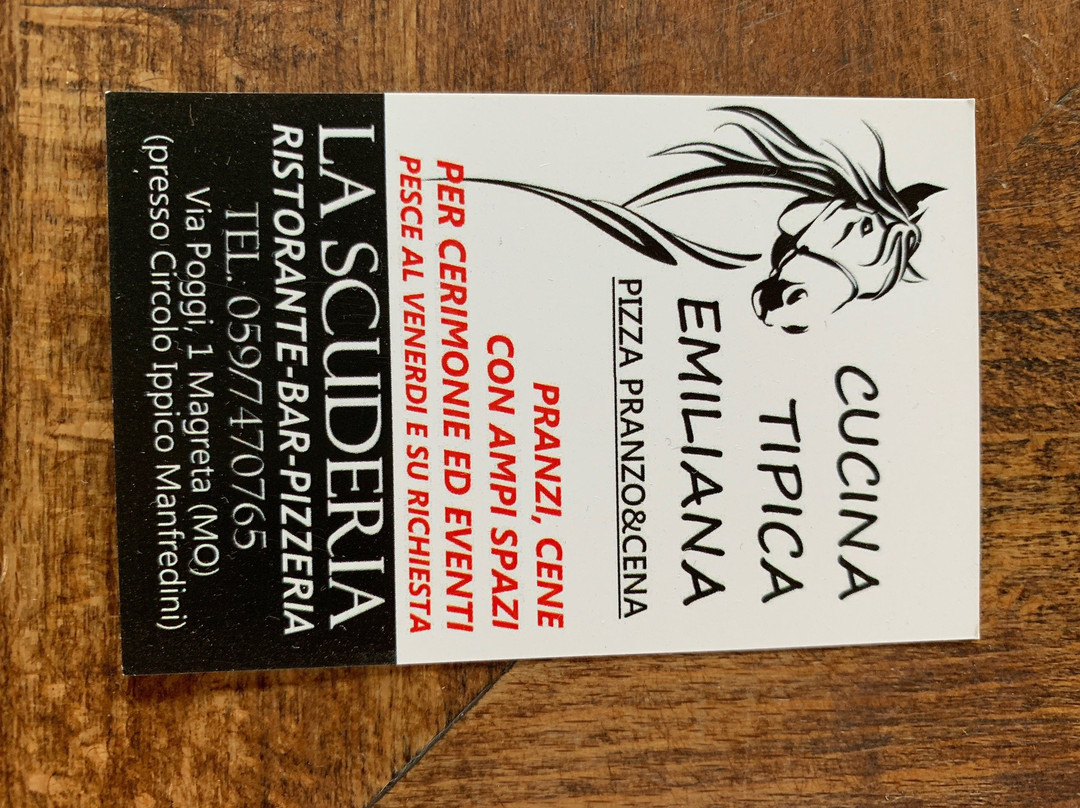 CUCINA
TIPICA
EMILIANA
PIZZA PRANZO&CENA
PRANZI, CENE
CON AMPI SPAZI
PER CERIMONIE ED EVENTI
PESCE AL VENERDI E SU RICHIESTA
LA SCUDERIA
RISTORANTE-BAR-PIZZERIA
TEL. 059/7470765
Via Poggi, 1 Magreta (MO)
(presso Circolo Ippico Manfredini)